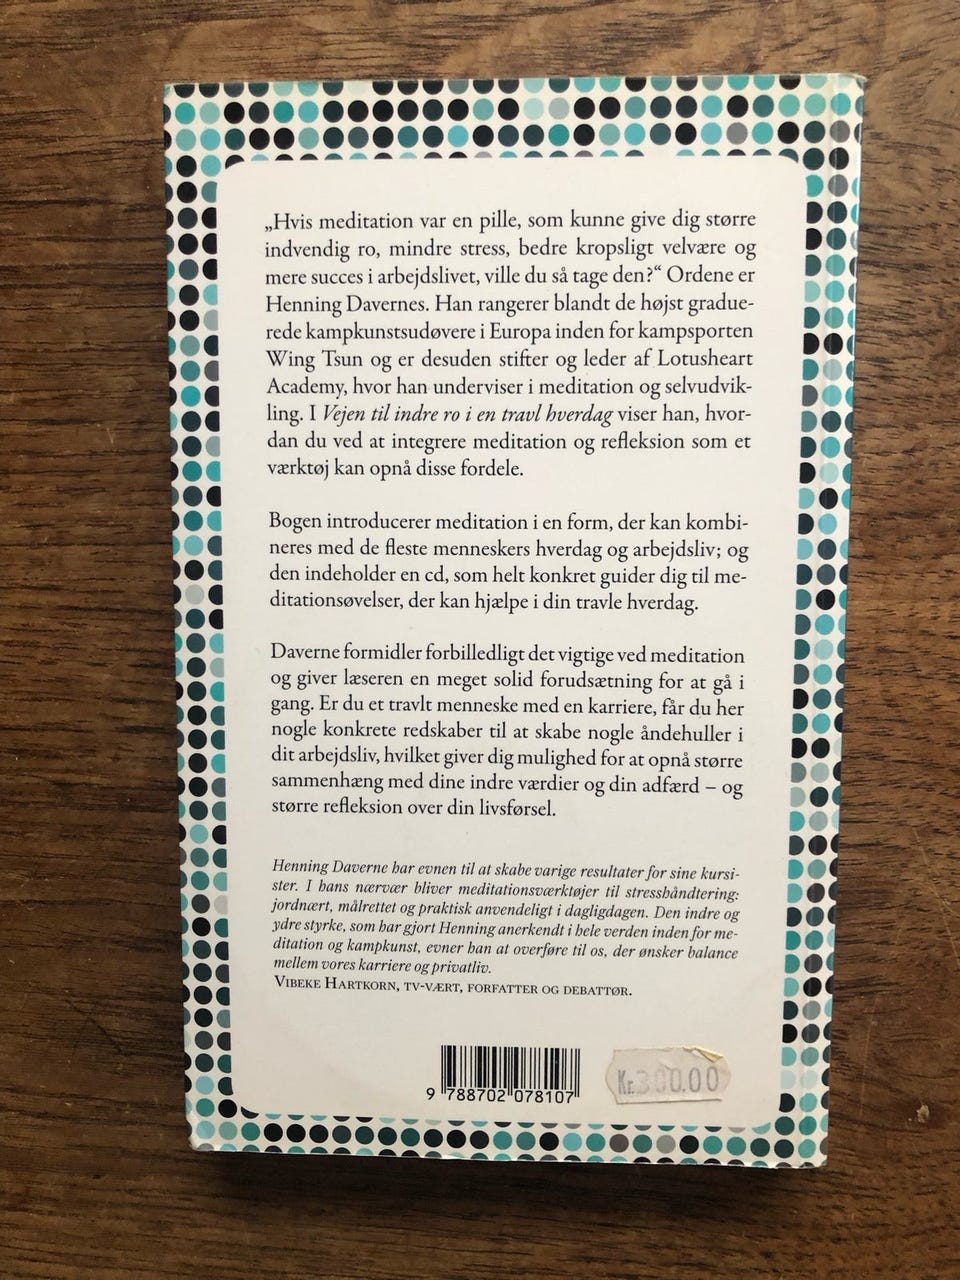 „Hvis meditation var en pille, som kunne give dig større
indvendig ro, mindre stress, bedre kropsligt velvære og
mere succes i arbejdslivet, ville du så tage den?“ Ordene er
Henning Davernes. Han rangerer blandt de højst gradue-
rede kampkunstsudøvere i Europa inden for kampsporten
Wing Tsun og er desuden stifter og leder af Lotusheart
Academy, hvor han underviser i meditation og selvudvik-
ling. I Vejen til indre ro i en travl hverdag viser han, hvor-
dan du ved at integrere meditation og refleksion som et
værktøj kan opnå disse fordele.
Bogen introducerer meditation i en form, der kan kombi-
neres med de fleste menneskers hverdag og arbejdsliv; og
den indeholder en cd, som helt konkret guider dig til me-
ditationsøvelser, der kan hjælpe i din travle hverdag.
Daverne formidler forbilledligt det vigtige ved meditation
og giver læseren en meget solid forudsætning for at gå i
gang. Er du et travlt menneske med en karriere, får du her
nogle konkrete redskaber til at skabe nogle åndehuller i
dit arbejdsliv, hvilket giver dig mulighed for at opnå større
sammenhæng med dine indre værdier og din adfærd – og
større refleksion over din livsførsel.
Henning Daverne har evnen til at skabe varige resultater for sine kursi-
ster. I hans nærvær bliver meditationsværktøjer til stresshåndtering:
jordnært, målrettet og praktisk anvendeligt i dagligdagen. Den indre og
ydre styrke, som har gjort Henning anerkendt i hele verden inden for me-
ditation og kampkunst, evner han at overføre til os, der ønsker balance
mellem vores karriere og privatliv.
Vibeke Hartkorn, tv-vært, forfatter og debattør.
9 788702 078107
Kr.300.00